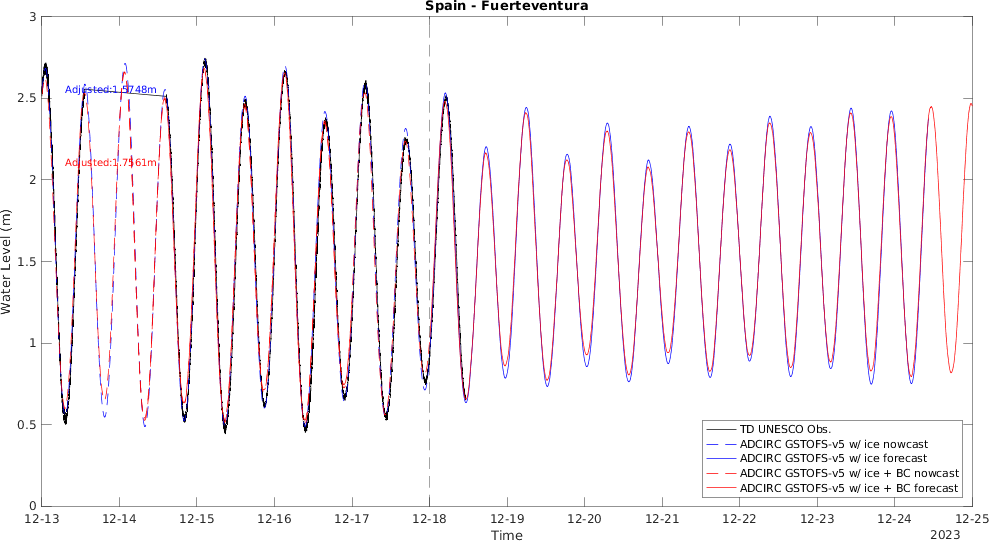 Spain - Fuerteventura
3
2.5
2
1.5
1
0.5
0
Water Level (m)
Adjusted:1.5748m
Adjusted:1.7561m
TD UNESCO Obs.
ADCIRC GSTOFS-v5 w/ ice nowcast
ADCIRC GSTOFS-v5 w/ ice forecast
ADCIRC GSTOFS-v5 w/ ice + BC nowcast
ADCIRC GSTOFS-v5 w/ ice + BC forecast
12-13 12-14 12-15 12-16 12-17 12-18 12-19 12-20 12-21 12-22 12-23 12-24 12-25
Time
2023